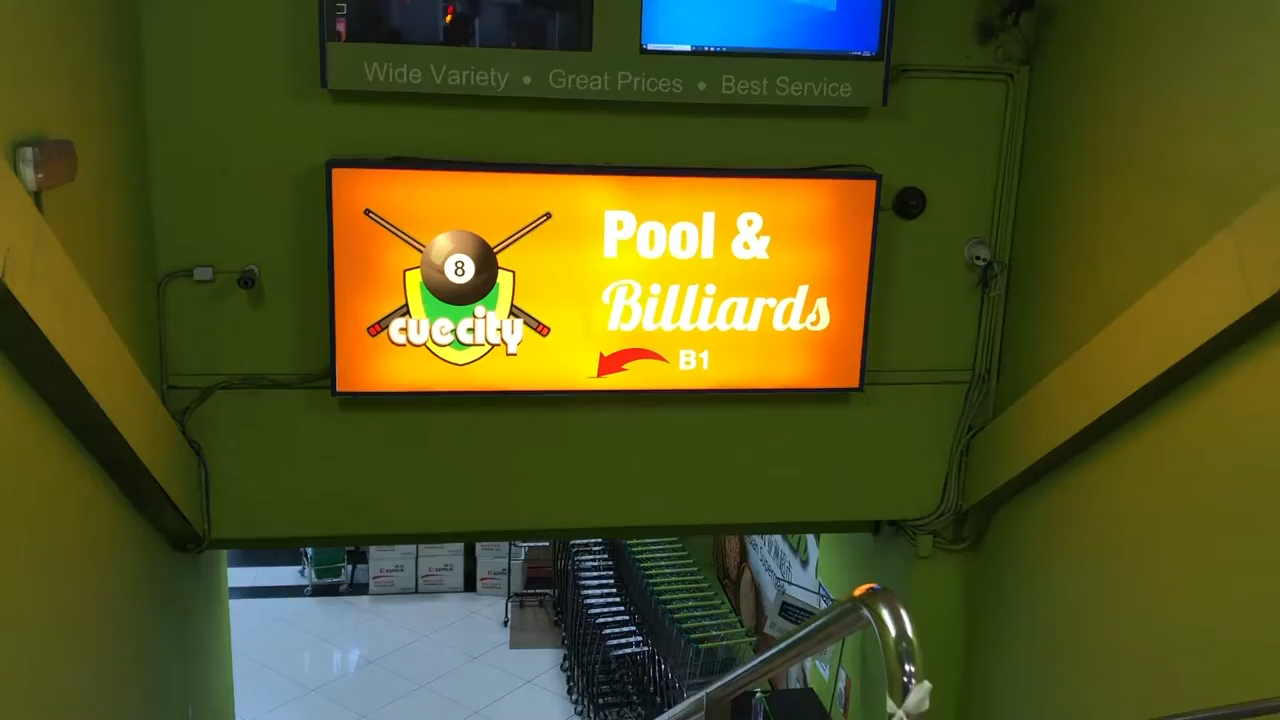 Wide Variety • Great Prices • Best Service
8
cuecity
Pool &
Billiards
B1